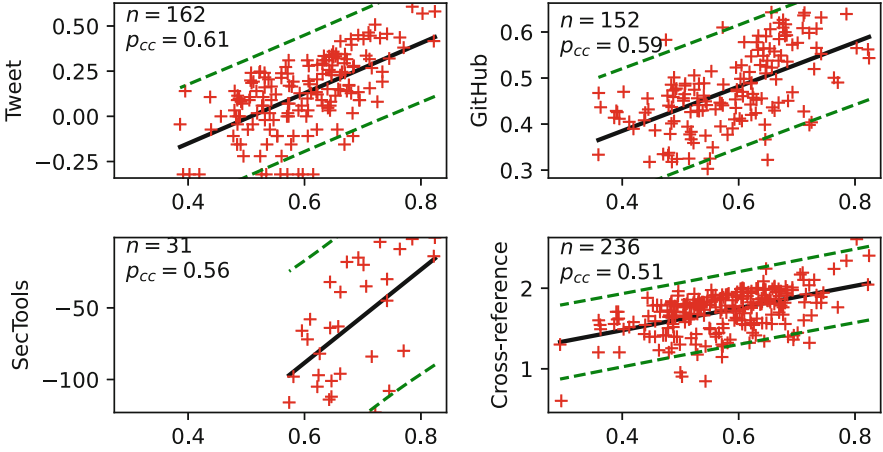 n = 162
p_cc = 0.61
Tweet
0.50
0.25
0.00
−0.25
0.4 0.6 0.8
n = 152
p_cc = 0.59
GitHub
0.6
0.5
0.4
0.3
0.4 0.6 0.8
n = 31
p_cc = 0.56
SecTools
−50
−100
0.4 0.6 0.8
n = 236
p_cc = 0.51
Cross-reference
2
1
0.4 0.6 0.8